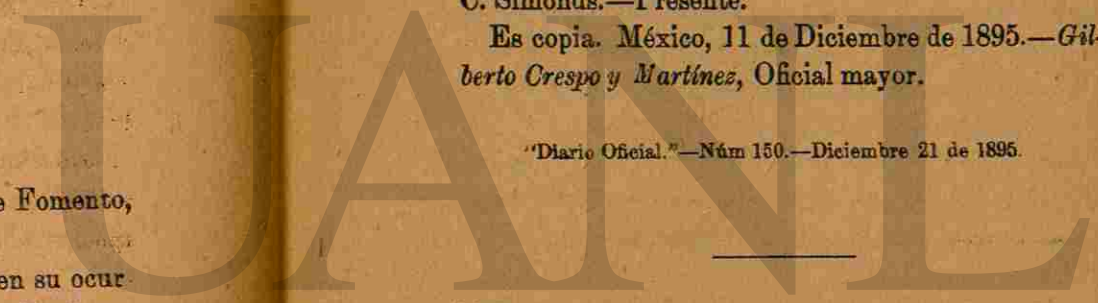 Fomento,
en su ocur
C. Simonds.—Presente.
Es copia. México, 11 de Diciembre de 1895.—Gil-
berto Crespo y Martínez, Oficial mayor.
"Diario Oficial."—Núm 150.—Diciembre 21 de 1895.
UANL